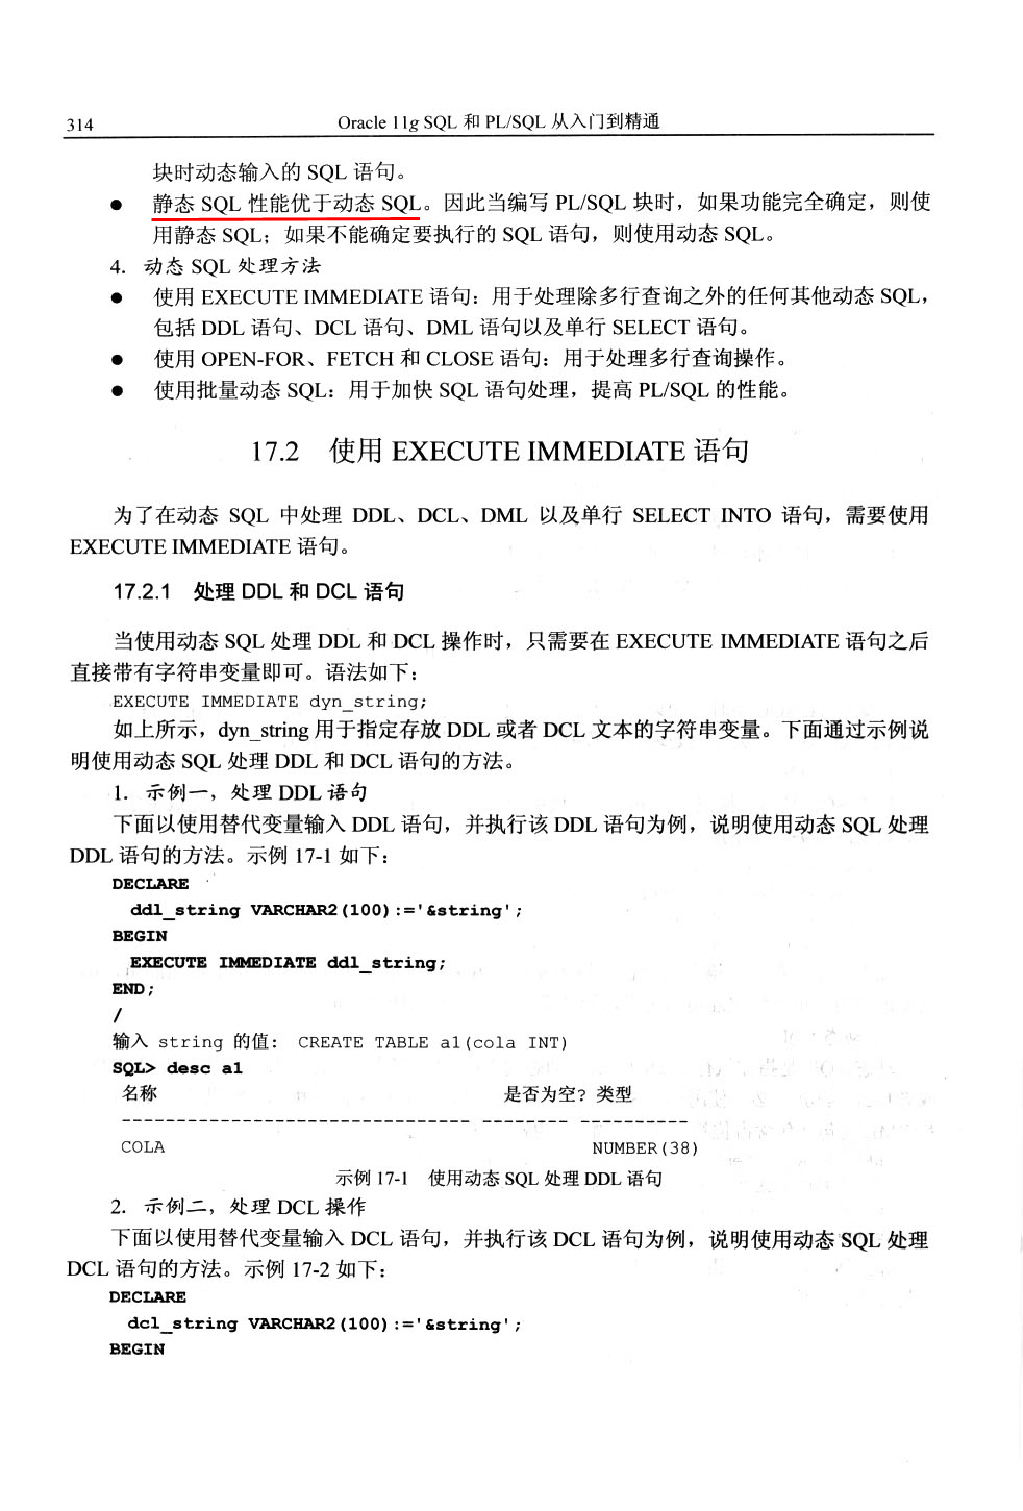 314
Oracle 11g SQL 和 PL/SQL 从入门到精通
块时动态输入的 SQL 语句。
● 静态 SQL 性能优于动态 SQL。因此当编写 PL/SQL 块时，如果功能完全确定，则使
用静态 SQL；如果不能确定要执行的 SQL 语句，则使用动态 SQL。
4. 动态 SQL 处理方法
● 使用 EXECUTE IMMEDIATE 语句：用于处理除多行查询之外的任何其他动态 SQL，
包括 DDL 语句、DCL 语句、DML 语句以及单行 SELECT 语句。
● 使用 OPEN-FOR、FETCH 和 CLOSE 语句：用于处理多行查询操作。
● 使用批量动态 SQL：用于加快 SQL 语句处理，提高 PL/SQL 的性能。
17.2 使用 EXECUTE IMMEDIATE 语句
为了在动态 SQL 中处理 DDL、DCL、DML 以及单行 SELECT INTO 语句，需要使用
EXECUTE IMMEDIATE 语句。
17.2.1 处理 DDL 和 DCL 语句
当使用动态 SQL 处理 DDL 和 DCL 操作时，只需要在 EXECUTE IMMEDIATE 语句之后
直接带有字符串变量即可。语法如下：
EXECUTE IMMEDIATE dyn_string;
如上所示，dyn_string 用于指定存放 DDL 或者 DCL 文本的字符串变量。下面通过示例说
明使用动态 SQL 处理 DDL 和 DCL 语句的方法。
1. 示例一，处理 DDL 语句
下面以使用替代变量输入 DDL 语句，并执行该 DDL 语句为例，说明使用动态 SQL 处理
DDL 语句的方法。示例 17-1 如下：
DECLARE
ddl_string VARCHAR2(100):='&string';
BEGIN
EXECUTE IMMEDIATE ddl_string;
END;
/
输入 string 的值： CREATE TABLE a1(cola INT)
SQL> desc a1
名称 是否为空? 类型
-------------------------------- -------- ----------
COLA NUMBER(38)
示例 17-1 使用动态 SQL 处理 DDL 语句
2. 示例二，处理 DCL 操作
下面以使用替代变量输入 DCL 语句，并执行该 DCL 语句为例，说明使用动态 SQL 处理
DCL 语句的方法。示例 17-2 如下：
DECLARE
dcl_string VARCHAR2(100):='&string';
BEGIN